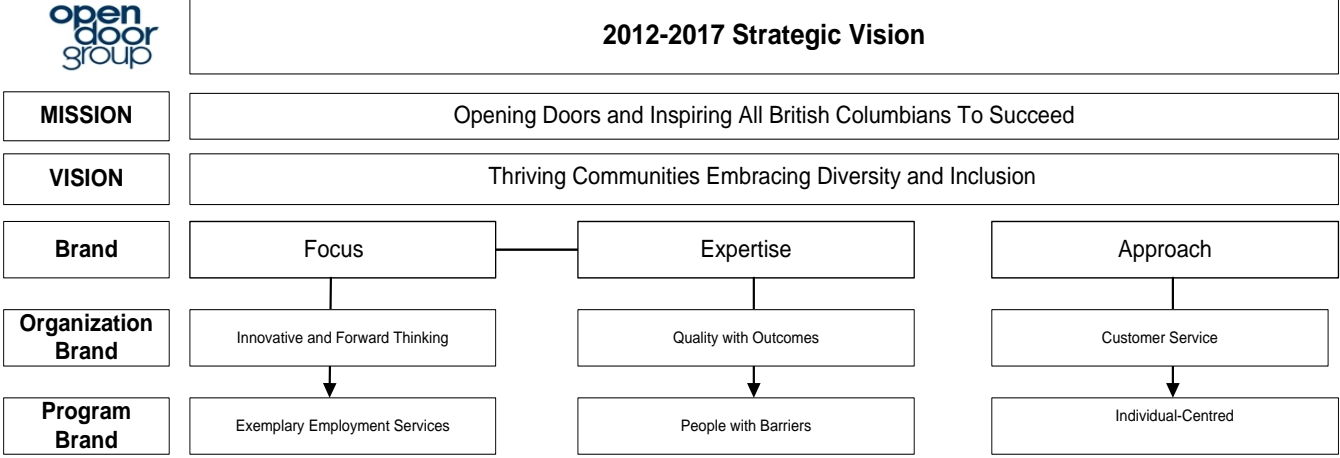 open
door
group
2012-2017 Strategic Vision
MISSION
Opening Doors and Inspiring All British Columbians To Succeed
VISION
Thriving Communities Embracing Diversity and Inclusion
Brand
Focus
Expertise
Approach
Organization
Brand
Innovative and Forward Thinking
Quality with Outcomes
Customer Service
Program
Brand
Exemplary Employment Services
People with Barriers
Individual-Centred